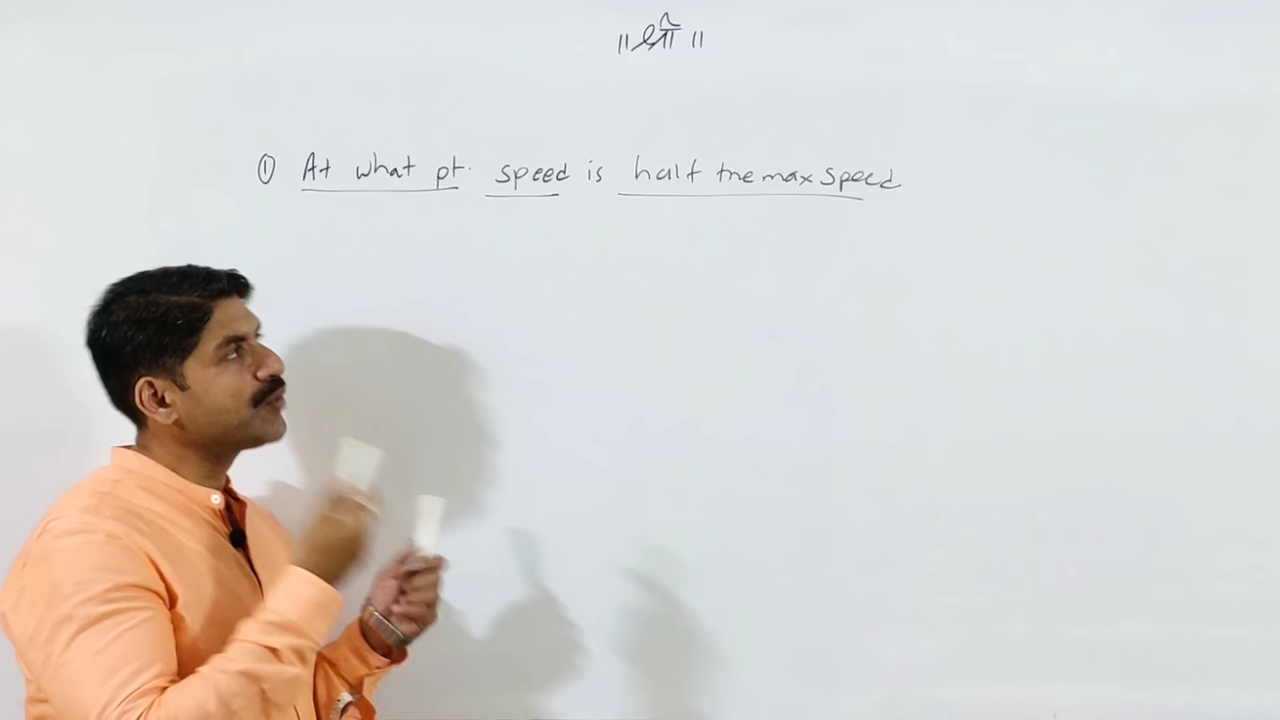 ॥ श्री ॥
① At what pt. speed is half the max speed